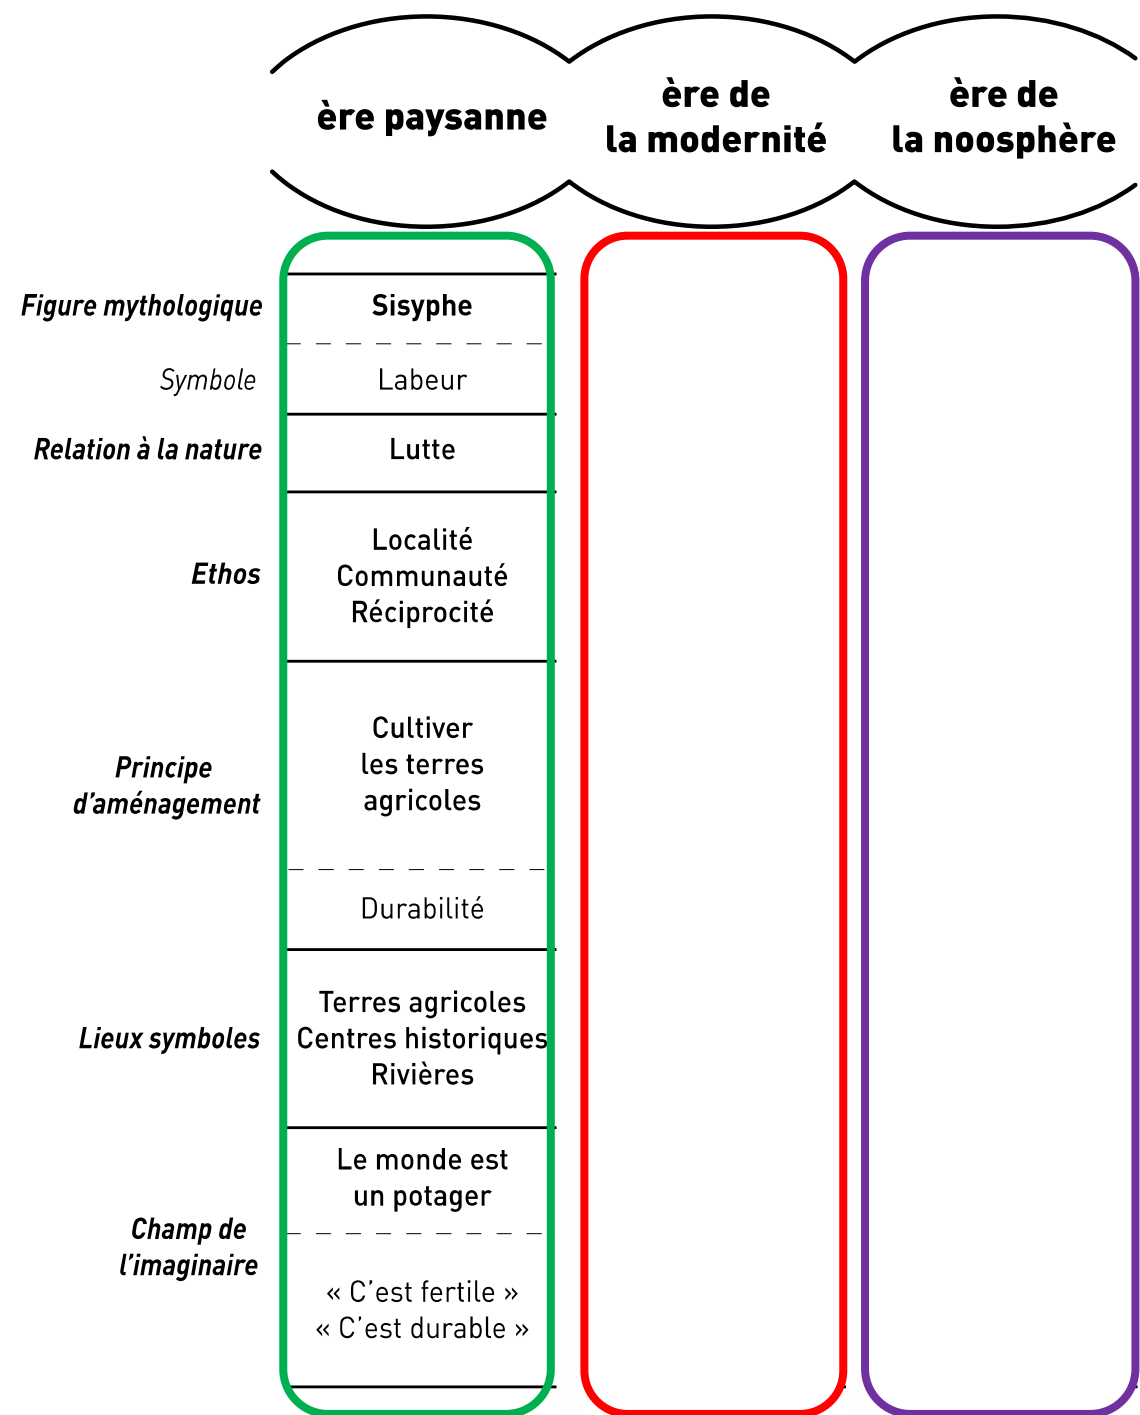 ère paysanne
ère de
la modernité
ère de
la noosphère
Figure mythologique
Sisyphe
Symbole
Labeur
Relation à la nature
Lutte
Ethos
Localité
Communauté
Réciprocité
Principe
d’aménagement
Cultiver
les terres
agricoles
Durabilité
Lieux symboles
Terres agricoles
Centres historiques
Rivières
Champ de
l’imaginaire
Le monde est
un potager
« C’est fertile »
« C’est durable »